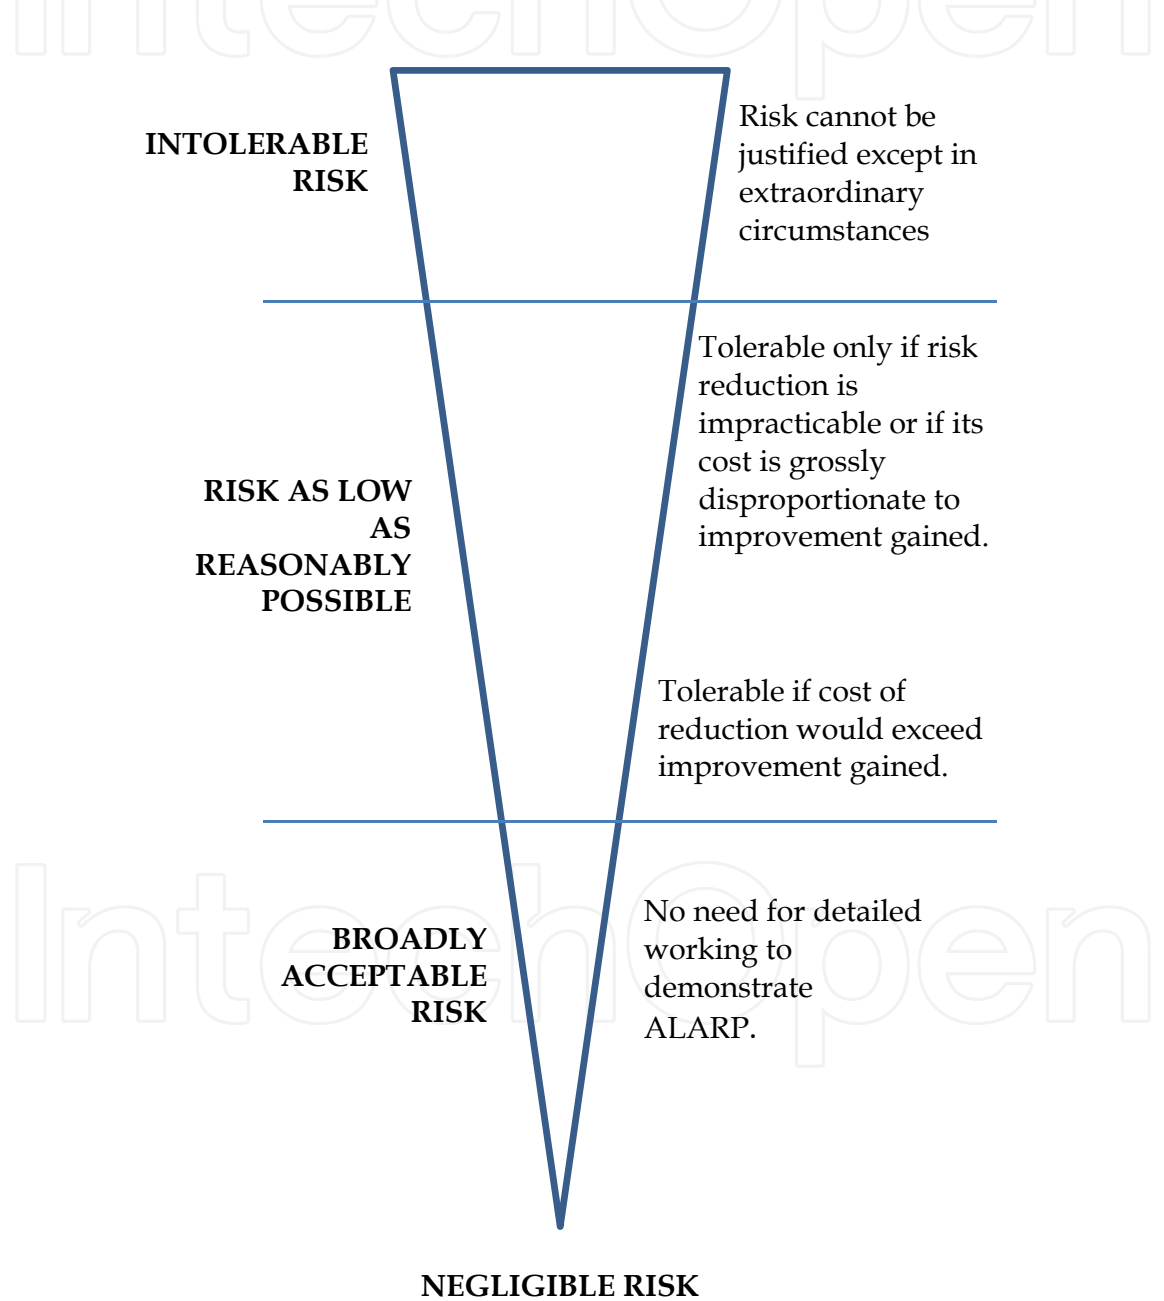 IntechOpen
INTOLERABLE
RISK
Risk cannot be
justified except in
extraordinary
circumstances
Tolerable only if risk
reduction is
impracticable or if its
cost is grossly
disproportionate to
improvement gained.
RISK AS LOW
AS
REASONABLY
POSSIBLE
Tolerable if cost of
reduction would exceed
improvement gained.
IntechOpen
BROADLY
ACCEPTABLE
RISK
No need for detailed
working to
demonstrate
ALARP.
NEGLIGIBLE RISK